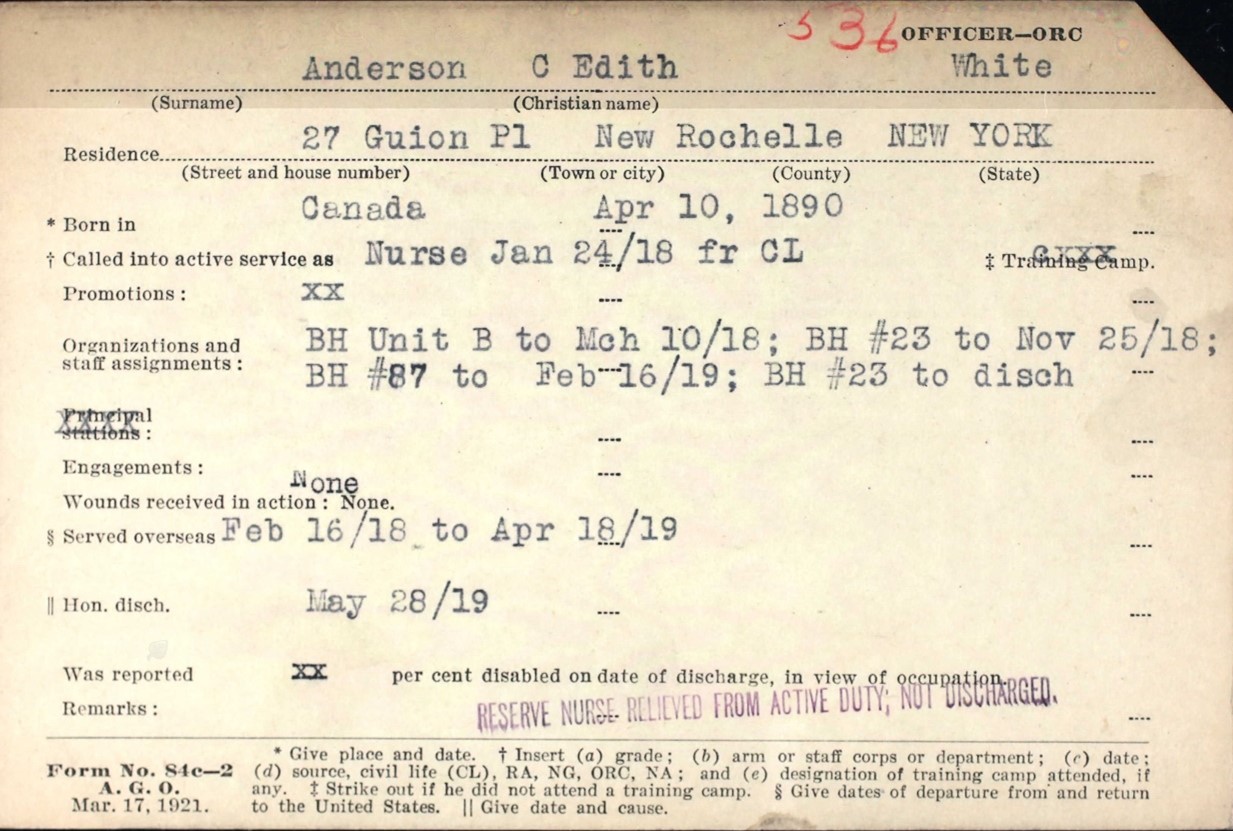 536 OFFICER—ORC
Anderson C Edith White
(Surname) (Christian name)
27 Guion Pl New Rochelle NEW YORK
Residence
(Street and house number) (Town or city) (County) (State)
* Born in Canada Apr 10, 1890
† Called into active service as Nurse Jan 24/18 fr CL ‡ Training Camp.
Promotions: XX
Organizations and BH Unit B to Mch 10/18; BH #23 to Nov 25/18;
staff assignments: BH #87 to Feb 16/19; BH #23 to disch
Principal
stations: XXXX
Engagements: None
Wounds received in action: None.
§ Served overseas Feb 16/18 to Apr 18/19
|| Hon. disch. May 28/19
Was reported XX per cent disabled on date of discharge, in view of occupation.
Remarks: RESERVE NURSE- RELIEVED FROM ACTIVE DUTY; NOT DISCHARGED.
* Give place and date. † Insert (a) grade; (b) arm or staff corps or department; (c) date;
Form No. 84c—2 (d) source, civil life (CL), RA, NG, ORC, NA; and (e) designation of training camp attended, if
A. G. O. any. ‡ Strike out if he did not attend a training camp. § Give dates of departure from and return
Mar. 17, 1921. to the United States. || Give date and cause.